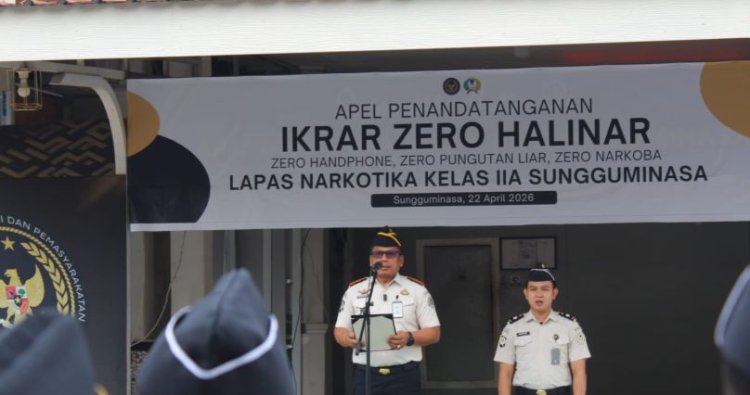 APEL PENANDATANGANAN
IKRAR ZERO HALINAR
ZERO HANDPHONE, ZERO PUNGUTAN LIAR, ZERO NARKOBA
LAPAS NARKOTIKA KELAS IIA SUNGGUMINASA
Sungguminasa, 22 April 2026
I DAN PEMASYARAKATAN